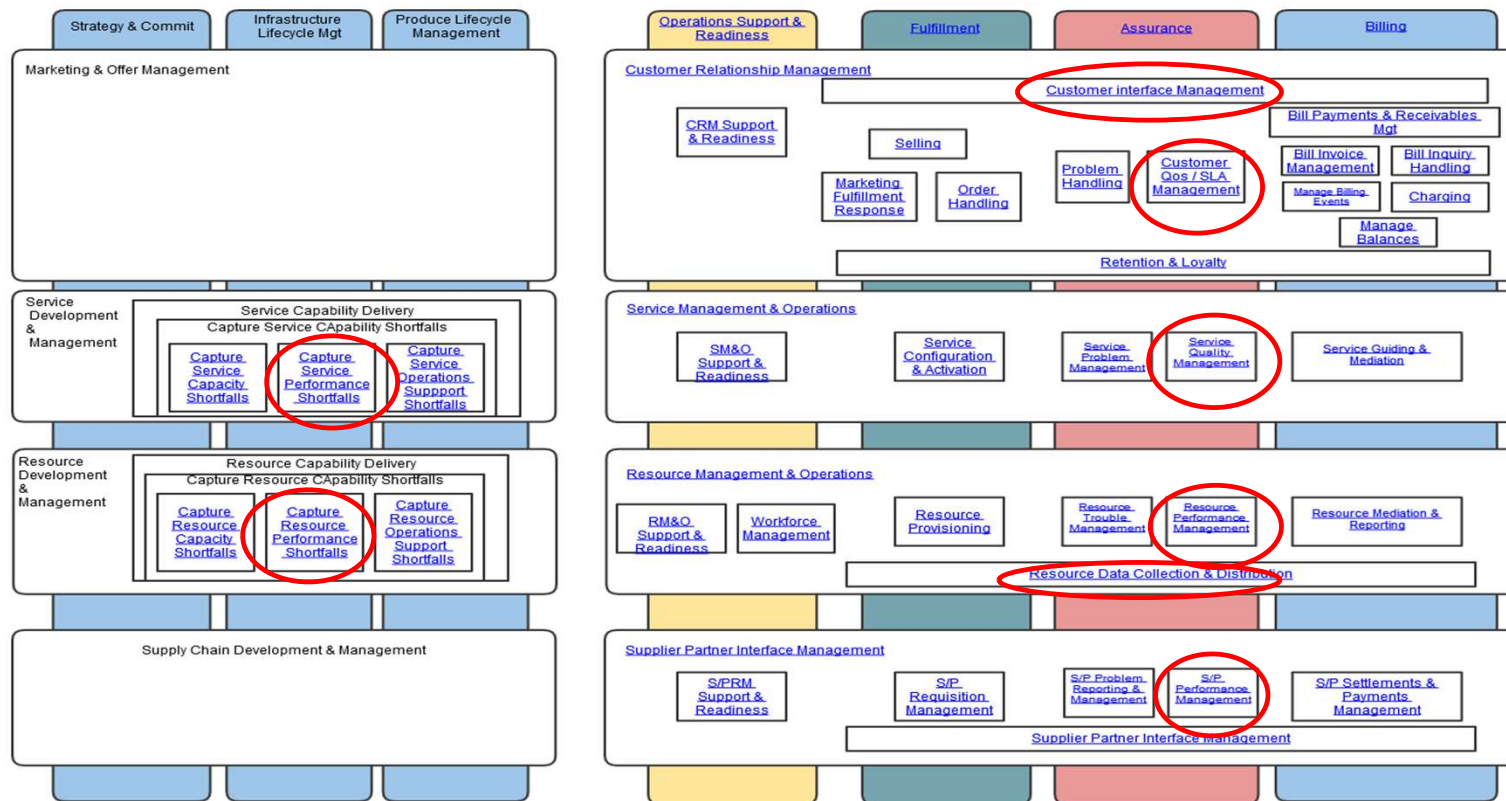 Strategy & Commit
Infrastructure
Lifecycle Mgt
Produce Lifecycle
Management
Operations Support &
Readiness
Fulfillment
Assurance
Billing
Marketing & Offer Management
Customer Relationship Management
Customer interface Management
CRM Support
& Readiness
Selling
Marketing
Fulfillment
Response
Order
Handling
Problem
Handling
Customer
Qos / SLA
Management
Bill Payments & Receivables
Mgt
Bill Invoice
Management
Bill Inquiry
Handling
Manage Billing
Events
Charging
Manage
Balances
Retention & Loyalty
Service
Development
&
Management
Service Capability Delivery
Capture Service CApability Shortfalls
Capture
Service
Capacity
Shortfalls
Capture
Service
Performance
Shortfalls
Capture
Service
Operations
Suppport
Shortfalls
Service Management & Operations
SM&O
Support &
Readiness
Service
Configuration
& Activation
Service
Problem
Management
Service
Quality
Management
Service Guiding &
Mediation
Resource
Development
&
Management
Resource Capability Delivery
Capture Resource CApability Shortfalls
Capture
Resource
Capacity
Shortfalls
Capture
Resource
Performance
Shortfalls
Capture
Resource
Operations
Support
Shortfalls
Resource Management & Operations
RM&O
Support &
Readiness
Workforce
Management
Resource
Provisioning
Resource
Trouble
Management
Resource
Performance
Management
Resource Mediation &
Reporting
Resource Data Collection & Distribution
Supply Chain Development & Management
Supplier Partner Interface Management
S/PRM
Support &
Readiness
S/P
Requisition
Management
S/P Problem
Reporting &
Management
S/P
Performance
Management
S/P Settlements &
Payments
Management
Supplier Partner Interface Management